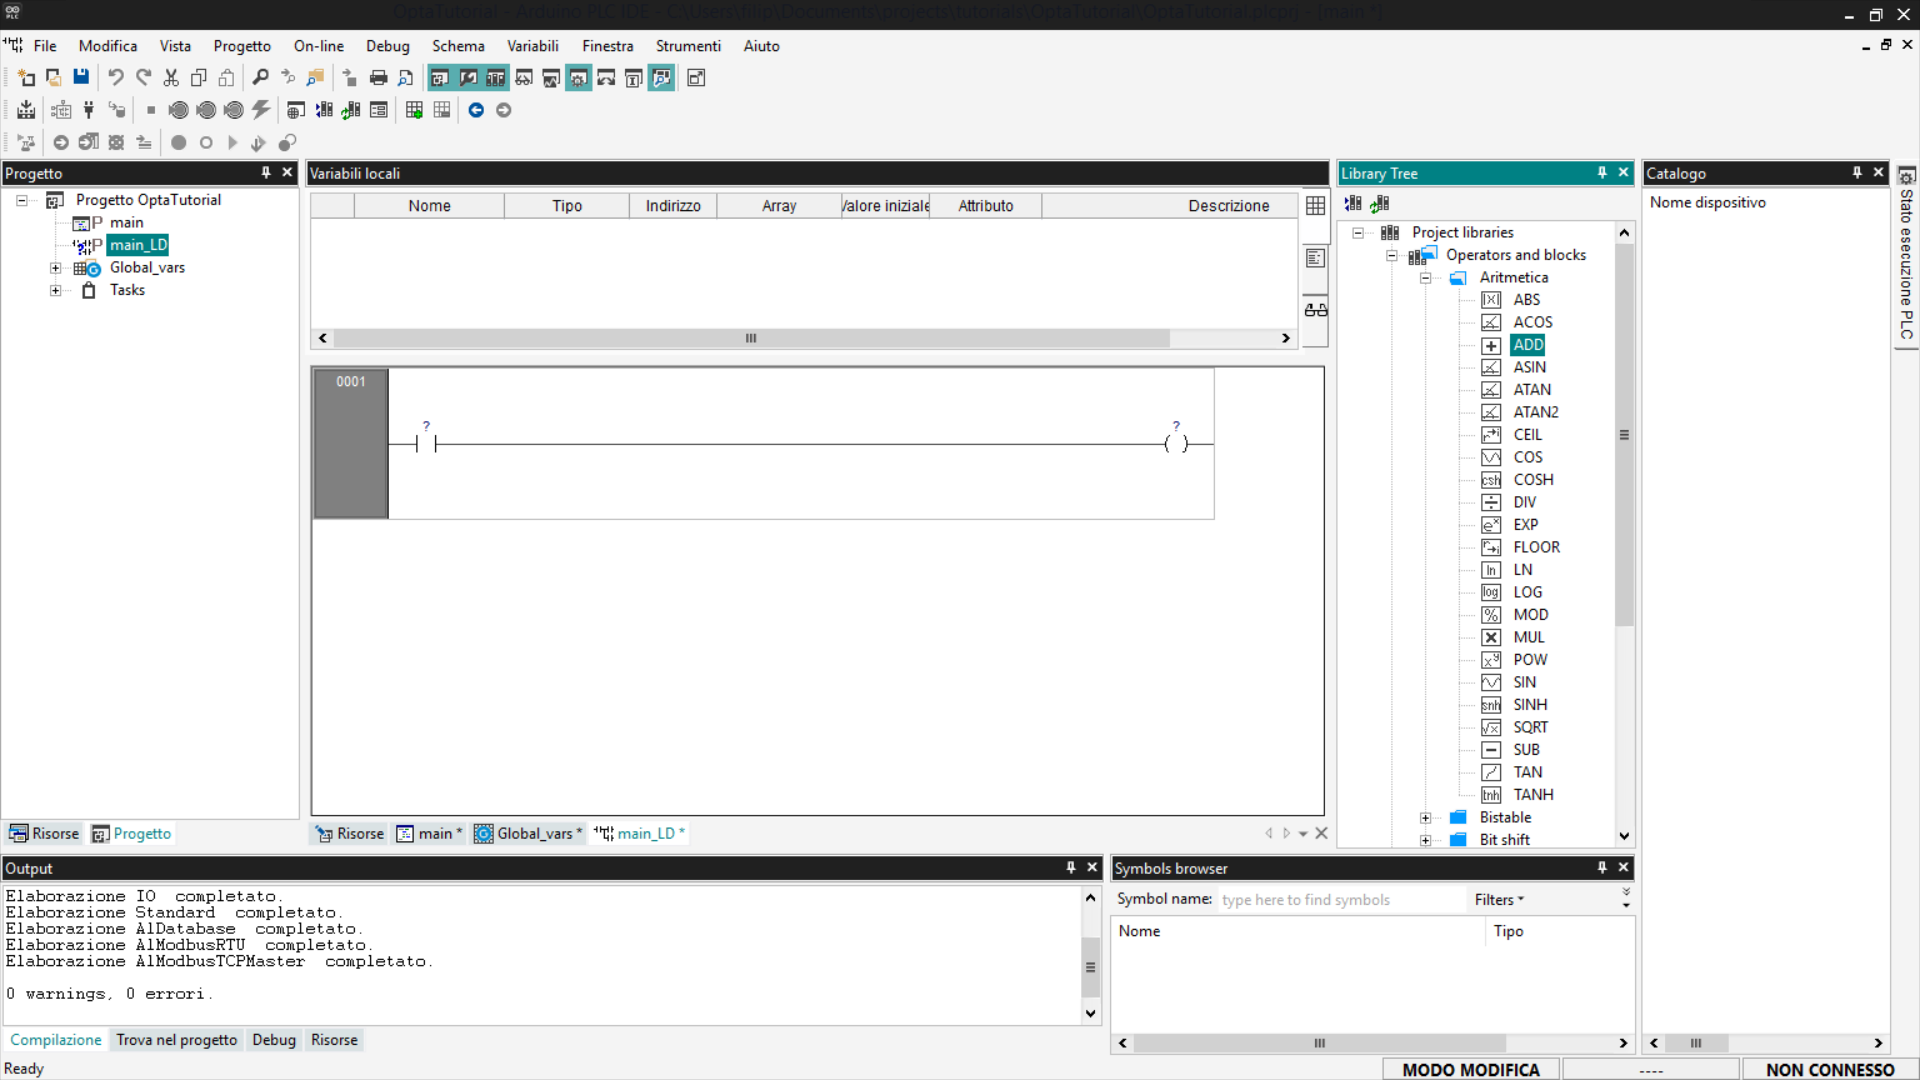 OptaTutorial - Arduino PLC IDE - C:\Users\filip\Documents\projects\tutorials\OptaTutorial\OptaTutorial.plcprj - [main *]
File Modifica Vista Progetto On-line Debug Schema Variabili Finestra Strumenti Aiuto
Progetto
Progetto OptaTutorial
P main
P main_LD
Global_vars
Tasks
Risorse Progetto
Variabili locali
Nome Tipo Indirizzo Array Valore iniziale Attributo Descrizione
0001
? ?
Risorse main * Global_vars * main_LD *
Library Tree
Project libraries
Operators and blocks
Aritmetica
ABS
ACOS
ADD
ASIN
ATAN
ATAN2
CEIL
COS
csh COSH
DIV
EXP
FLOOR
ln LN
log LOG
% MOD
MUL
POW
SIN
snh SINH
SQRT
SUB
TAN
tnh TANH
Bistable
Bit shift
Catalogo
Nome dispositivo
Stato esecuzione PLC
Output
Elaborazione IO completato.
Elaborazione Standard completato.
Elaborazione AlDatabase completato.
Elaborazione AlModbusRTU completato.
Elaborazione AlModbusTCPMaster completato.
0 warnings, 0 errori.
Compilazione Trova nel progetto Debug Risorse
Symbols browser
Symbol name: type here to find symbols Filters
Nome Tipo
Ready
MODO MODIFICA ---- NON CONNESSO